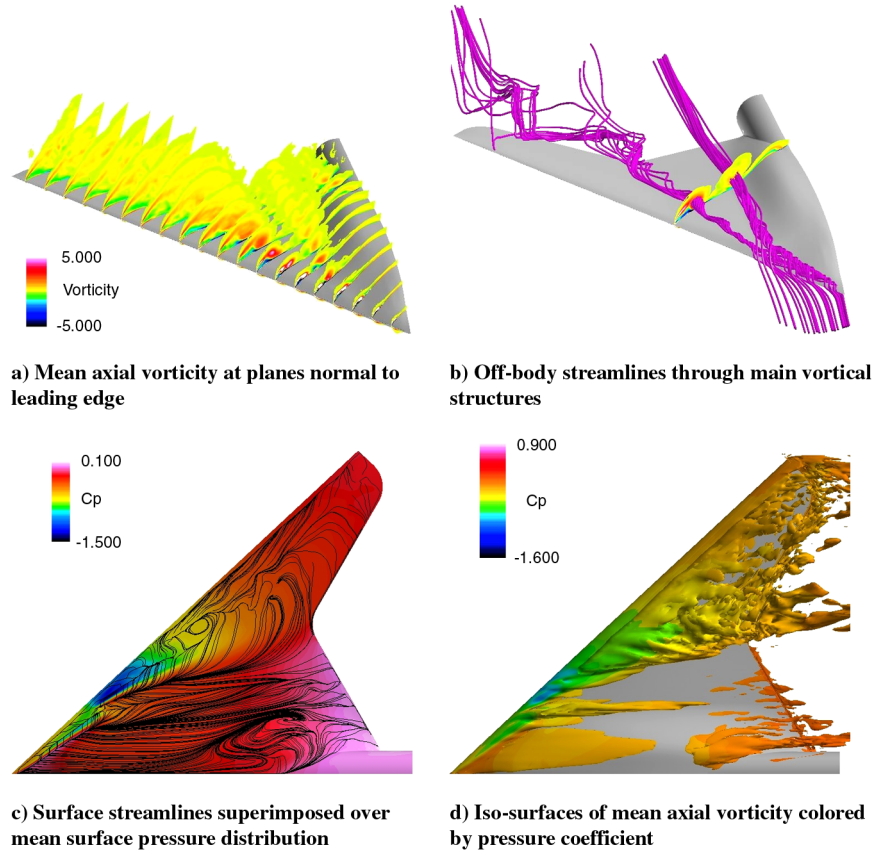 5.000
Vorticity
-5.000
a) Mean axial vorticity at planes normal to
leading edge
b) Off-body streamlines through main vortical
structures
0.100
Cp
-1.500
0.900
Cp
-1.600
c) Surface streamlines superimposed over
mean surface pressure distribution
d) Iso-surfaces of mean axial vorticity colored
by pressure coefficient